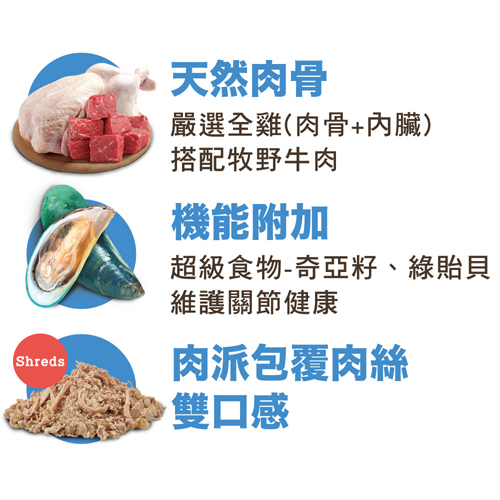 天然肉骨
嚴選全雞(肉骨+內臟)
搭配牧野牛肉
機能附加
超級食物-奇亞籽、綠貽貝
維護關節健康
Shreds
肉派包覆肉絲
雙口感